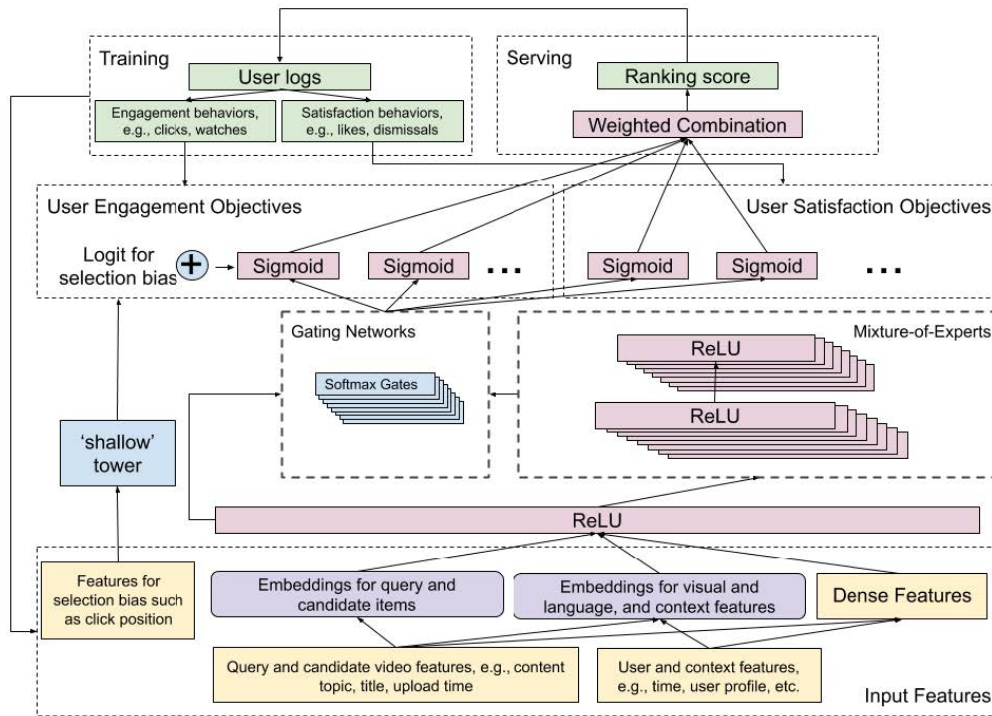 Training
User logs
Engagement behaviors,
e.g., clicks, watches
Satisfaction behaviors,
e.g., likes, dismissals
Serving
Ranking score
Weighted Combination
User Engagement Objectives
Logit for
selection bias
+
Sigmoid
Sigmoid
...
User Satisfaction Objectives
Sigmoid
Sigmoid
...
Gating Networks
Softmax Gates
Mixture-of-Experts
ReLU
ReLU
'shallow'
tower
ReLU
Features for
selection bias such
as click position
Embeddings for query and
candidate items
Embeddings for visual and
language, and context features
Dense Features
Query and candidate video features, e.g., content
topic, title, upload time
User and context features,
e.g., time, user profile, etc.
Input Features